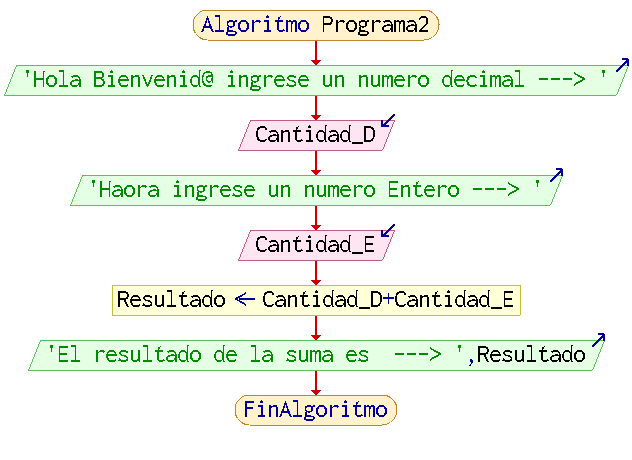 Algoritmo Programa2
'Hola Bienvenid@ ingrese un numero decimal ---> '
Cantidad_D
'Haora ingrese un numero Entero ---> '
Cantidad_E
Resultado ← Cantidad_D+Cantidad_E
'El resultado de la suma es  ---> ',Resultado
FinAlgoritmo